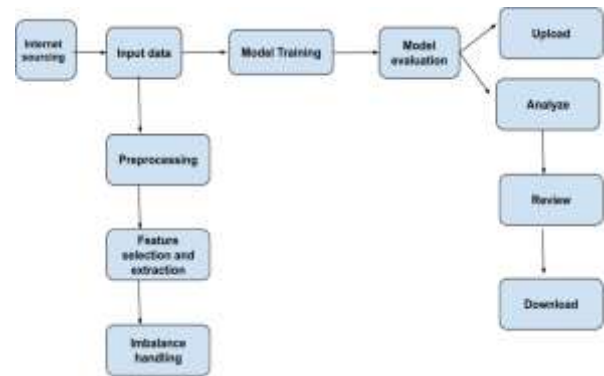 Internet
sourcing
Input data
Model Training
Model
evaluation
Upload
Analyze
Preprocessing
Review
Feature
selection and
extraction
Download
Imbalance
handling